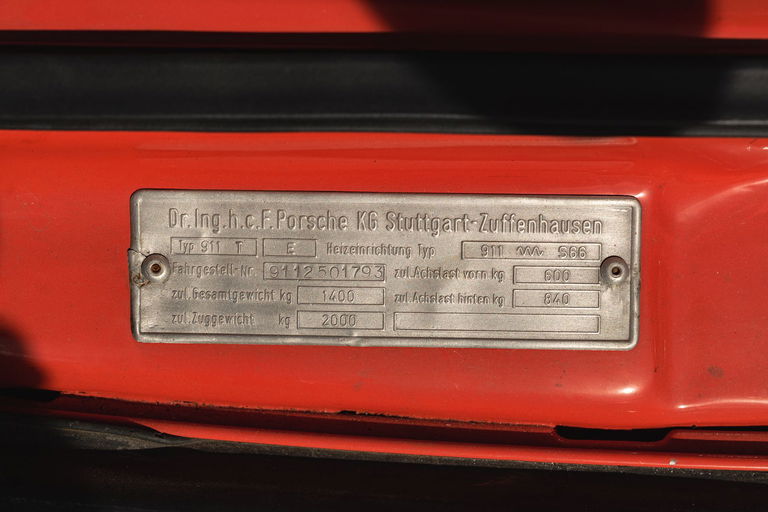 Dr. Ing. h. c. F. Porsche KG Stuttgart-Zuffenhausen
Typ 911 T E Heizeinrichtung Typ 911 S66
Fahrgestell-Nr. 9112501793 zul. Achslast vorn kg 600
zul. Gesamtgewicht kg 1400 zul. Achslast hinten kg 840
zul. Zuggewicht kg 2000